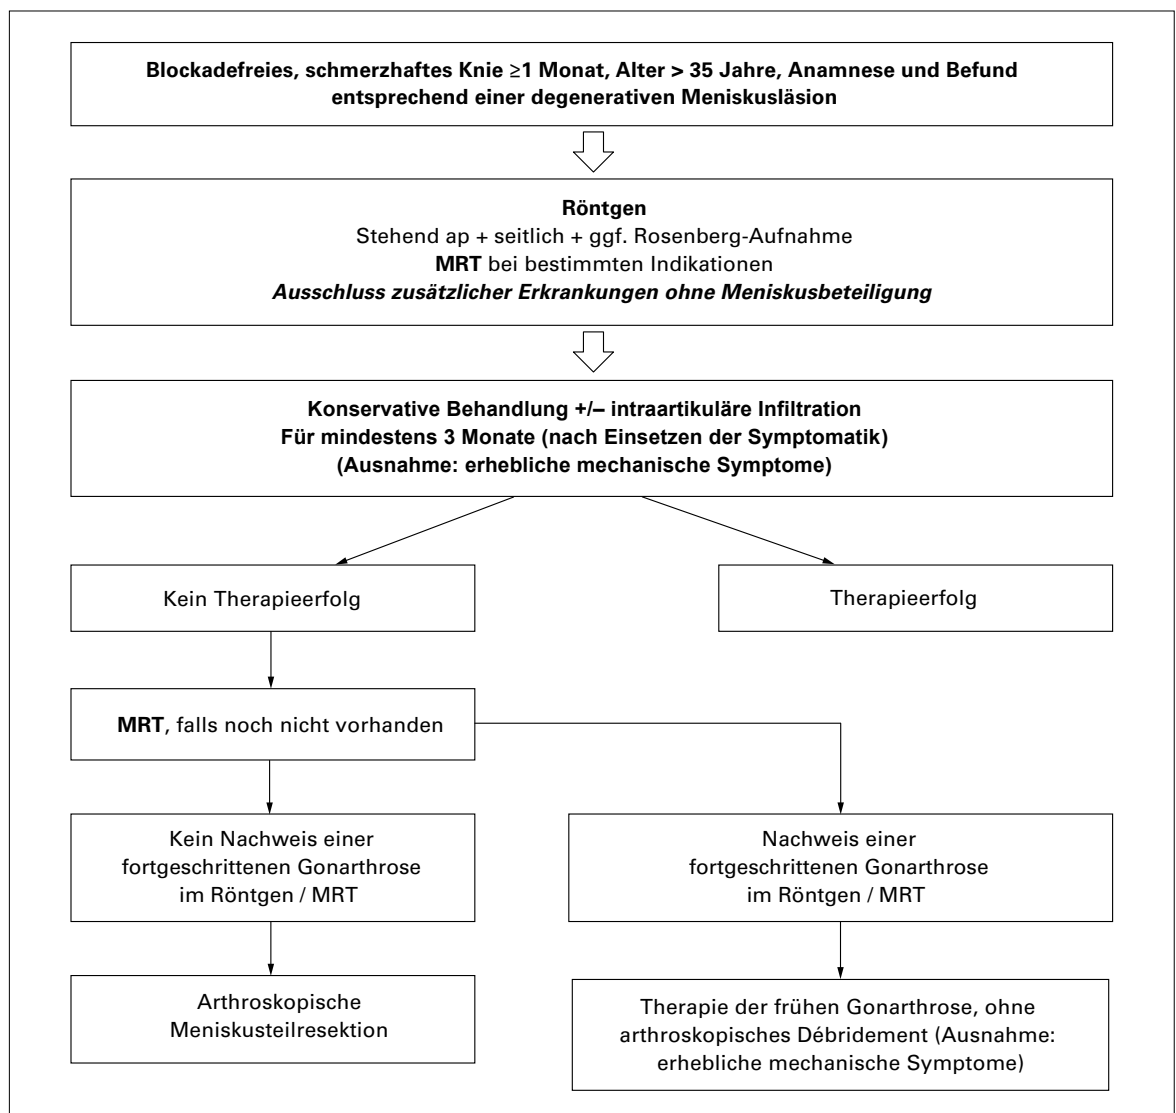 Blockadefreies, schmerzhaftes Knie ≥1 Monat, Alter > 35 Jahre, Anamnese und Befund
entsprechend einer degenerativen Meniskusläsion
Röntgen
Stehend ap + seitlich + ggf. Rosenberg-Aufnahme
MRT bei bestimmten Indikationen
Ausschluss zusätzlicher Erkrankungen ohne Meniskusbeteiligung
Konservative Behandlung +/– intraartikuläre Infiltration
Für mindestens 3 Monate (nach Einsetzen der Symptomatik)
(Ausnahme: erhebliche mechanische Symptome)
Kein Therapieerfolg
Therapieerfolg
MRT, falls noch nicht vorhanden
Kein Nachweis einer
fortgeschrittenen Gonarthrose
im Röntgen / MRT
Nachweis einer
fortgeschrittenen Gonarthrose
im Röntgen / MRT
Arthroskopische
Meniskusteilresektion
Therapie der frühen Gonarthrose, ohne
arthroskopisches Débridement (Ausnahme:
erhebliche mechanische Symptome)